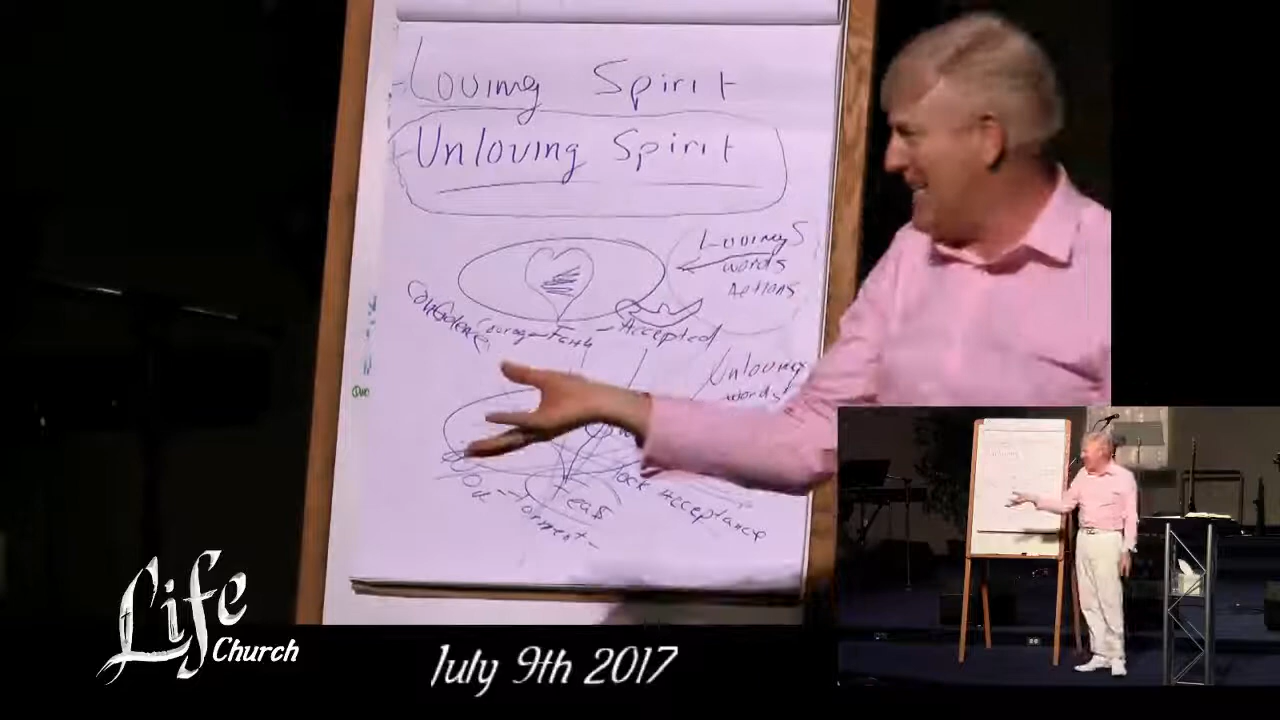 Loving Spirit
Unloving Spirit
Loving
words
Actions
Confidence Courage - Faith - Accepted
Unloving
words
lack Acceptance
Fear
Torment -
Life
Church
July 9th 2017